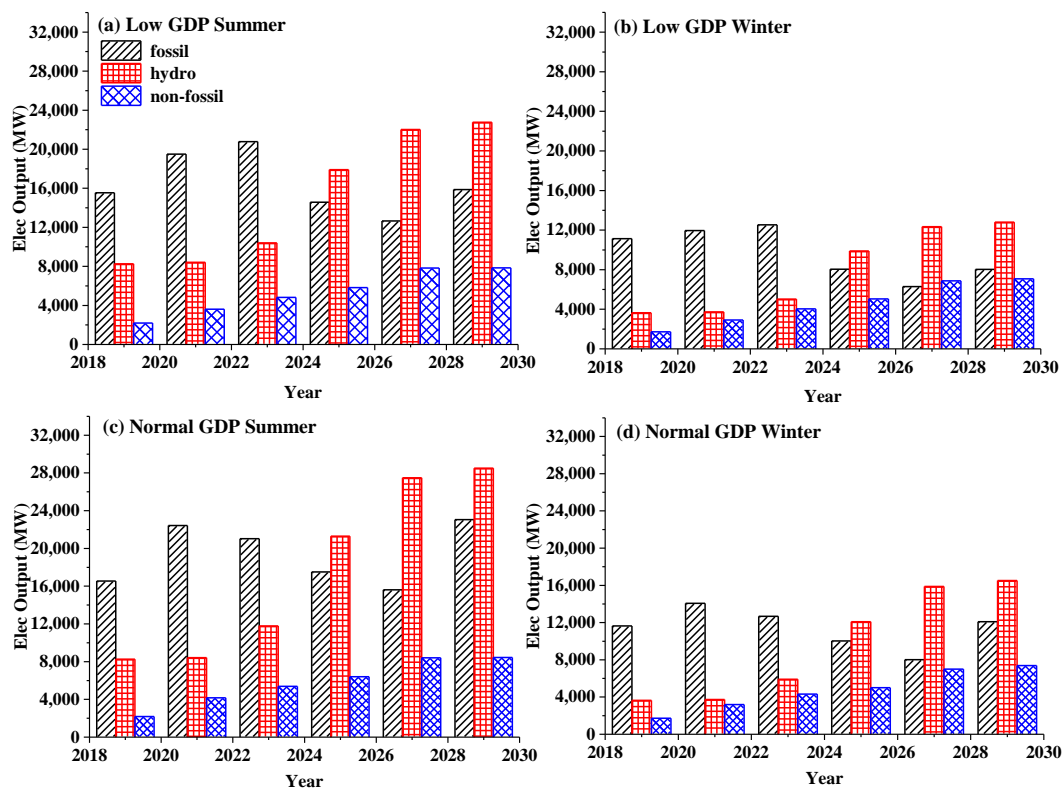 (a) Low GDP Summer
fossil
hydro
non-fossil
32,000
28,000
24,000
20,000
16,000
12,000
8,000
4,000
0
Elec Output (MW)
2018 2020 2022 2024 2026 2028 2030
Year
(b) Low GDP Winter
32,000
28,000
24,000
20,000
16,000
12,000
8,000
4,000
0
Elec Output (MW)
2018 2020 2022 2024 2026 2028 2030
Year
(c) Normal GDP Summer
32,000
28,000
24,000
20,000
16,000
12,000
8,000
4,000
0
Elec Output (MW)
2018 2020 2022 2024 2026 2028 2030
Year
(d) Normal GDP Winter
32,000
28,000
24,000
20,000
16,000
12,000
8,000
4,000
0
Elec Output (MW)
2018 2020 2022 2024 2026 2028 2030
Year